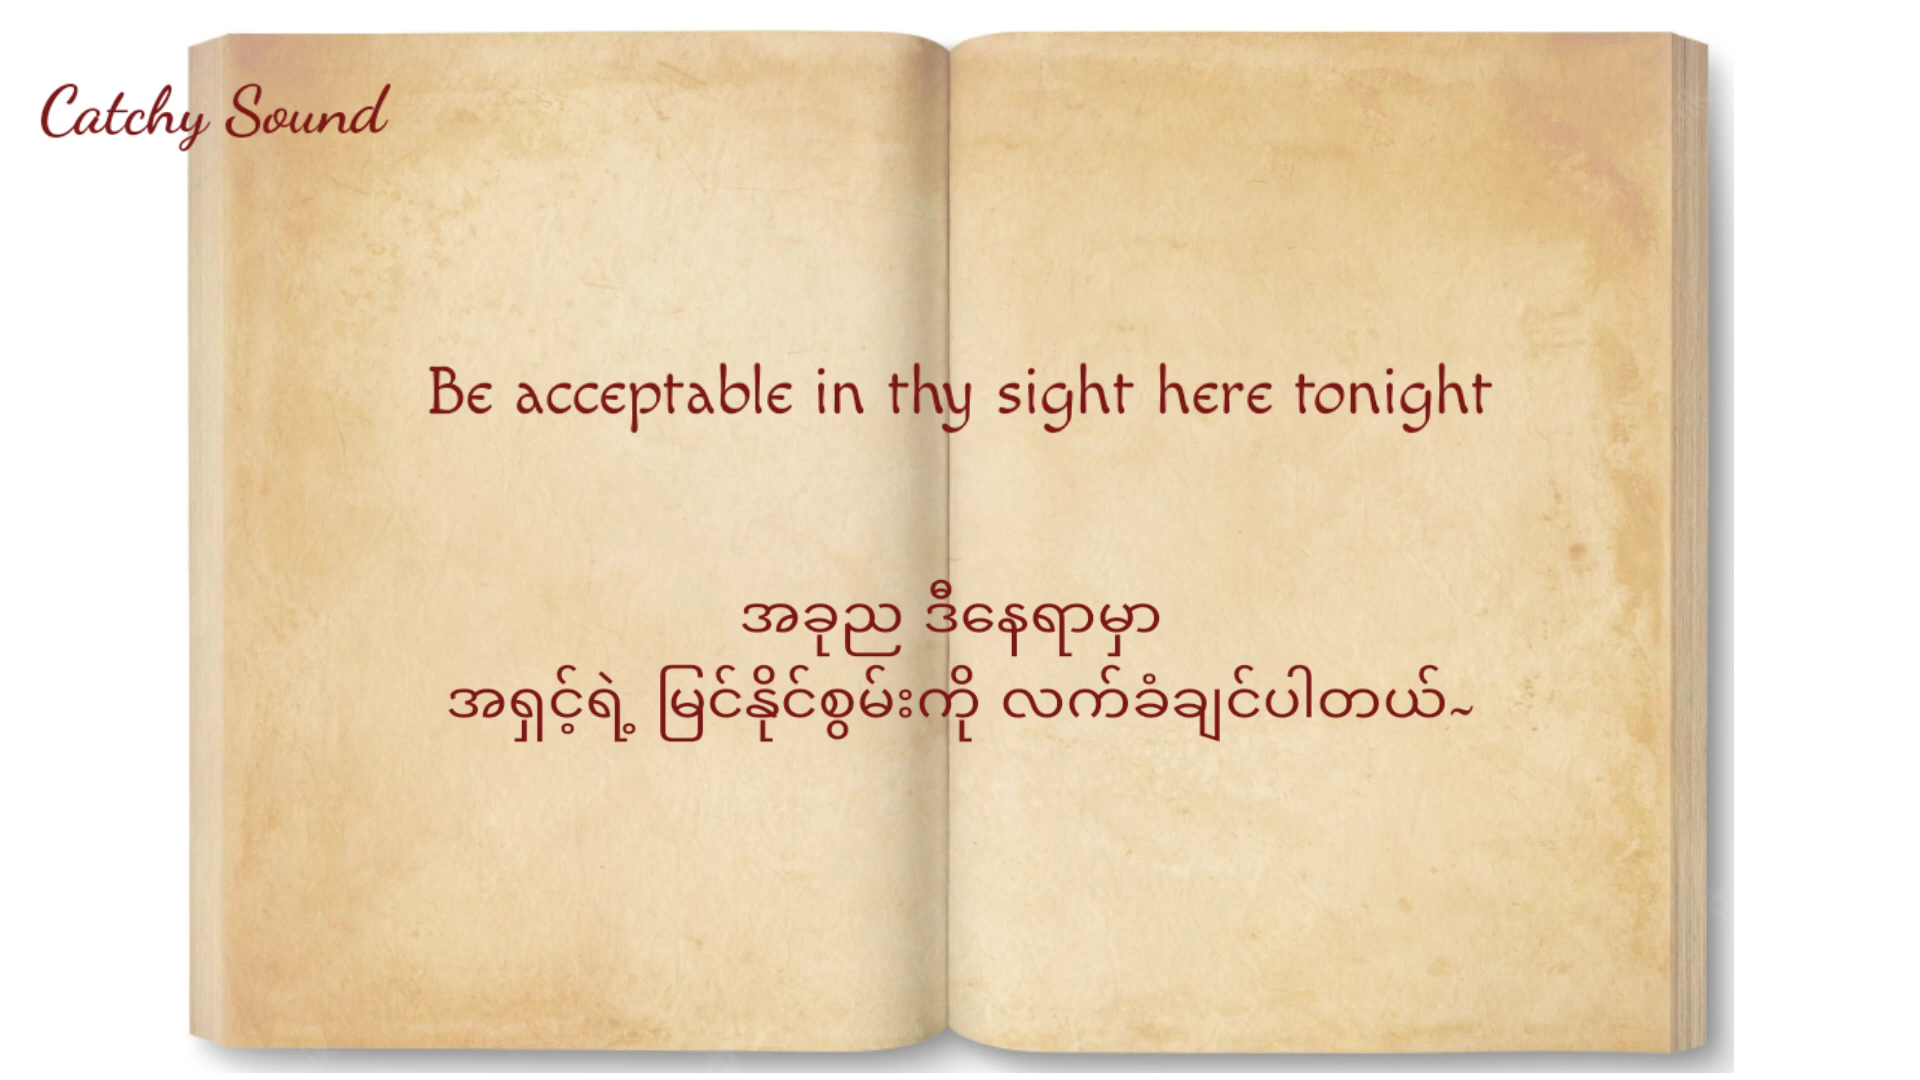 Catchy Sound
Be acceptable in thy sight here tonight
အခုည ဒီနေရာမှာ
အရှင့်ရဲ့ မြင်နိုင်စွမ်းကို လက်ခံချင်ပါတယ်~